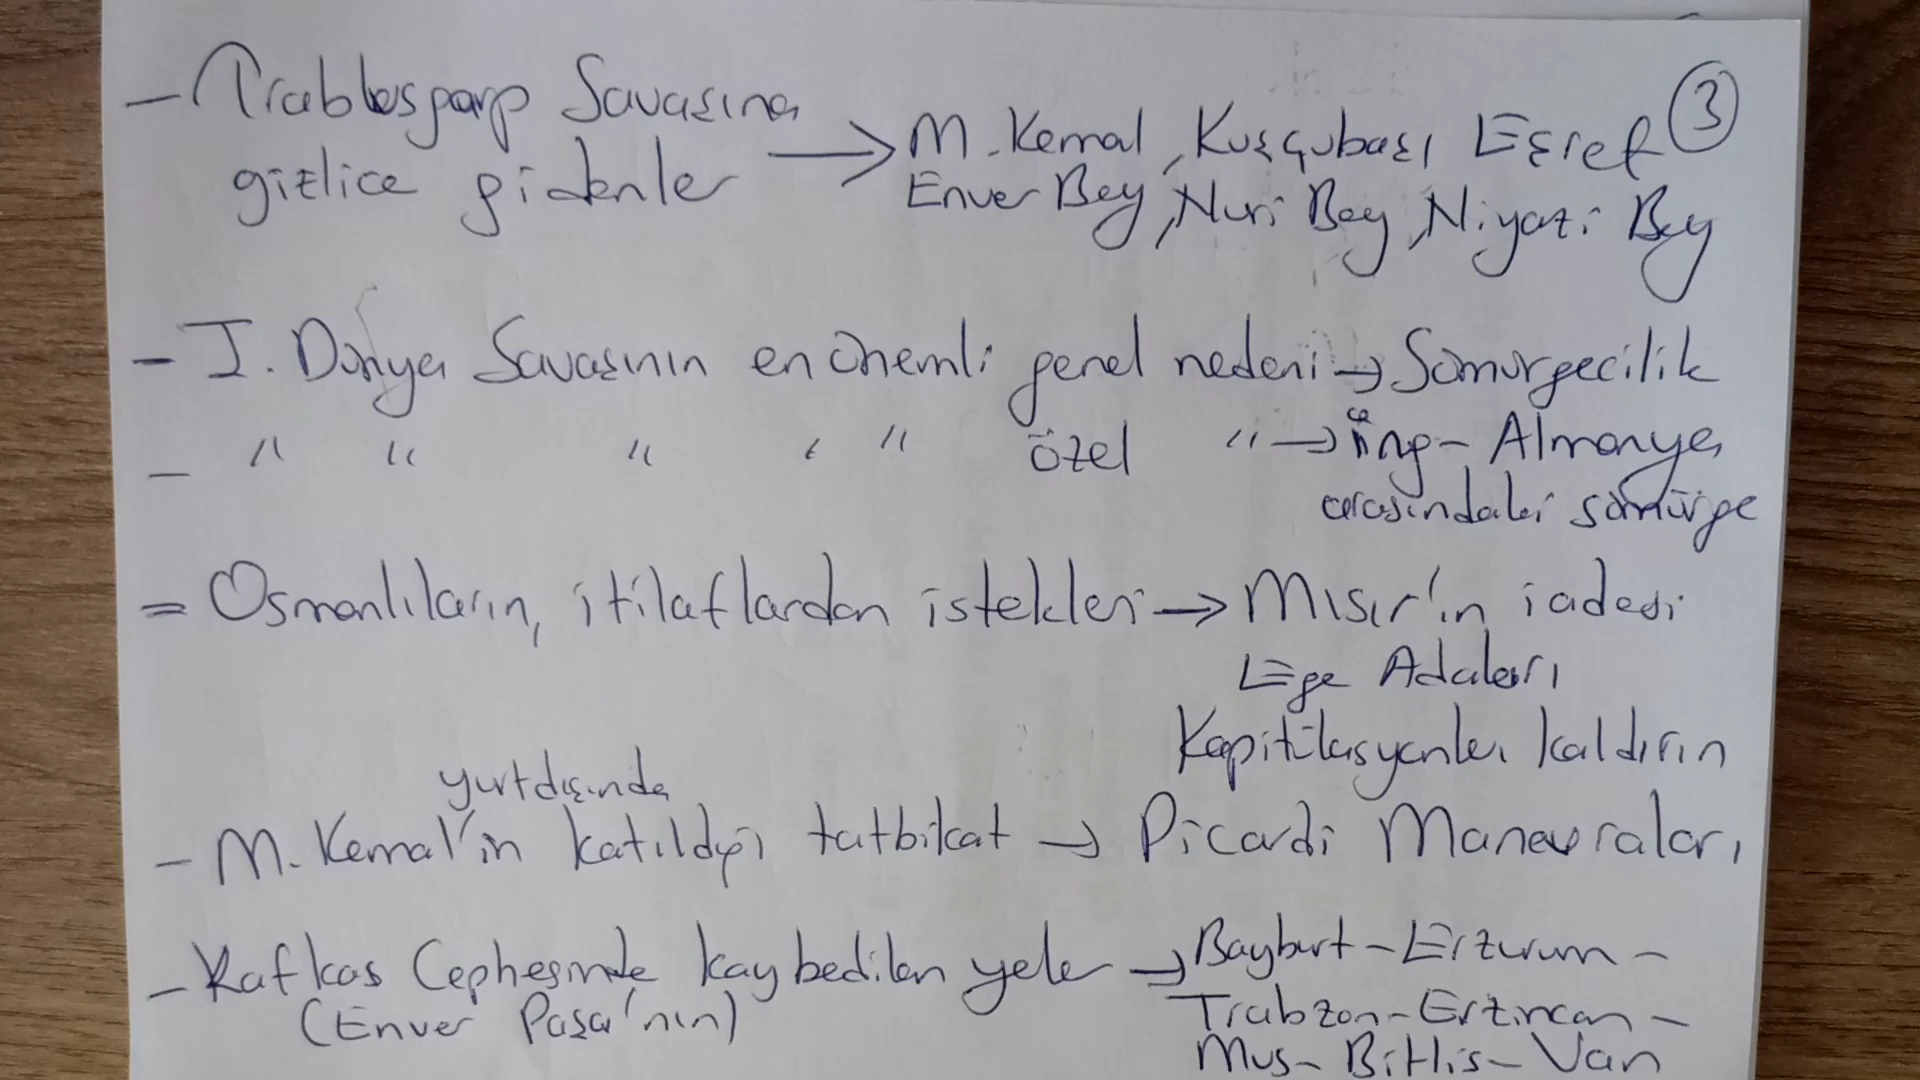 - Trablusgarp Savaşına → M. Kemal, Kuşçubaşı Eşref ③
gizlice gidenler Enver Bey, Nuri Bey, Niyazi Bey
- I. Dünya Savaşının en önemli genel nedeni → Sömürgecilik
- " " " " " özel " → İng - Almanya
arasındaki sömürge
= Osmanlıların, itilaflardan istekleri → Mısır'ın iadesi
Ege Adaları
Kapitülasyonları kaldırın
yurtdışında
- M. Kemal'in katıldığı tatbikat → Picardi Manevraları
- Kafkas Cephesinde kaybedilen yeler → Bayburt - Erzurum -
(Enver Paşa'nın) Trabzon - Erzincan -
Muş - Bitlis - Van